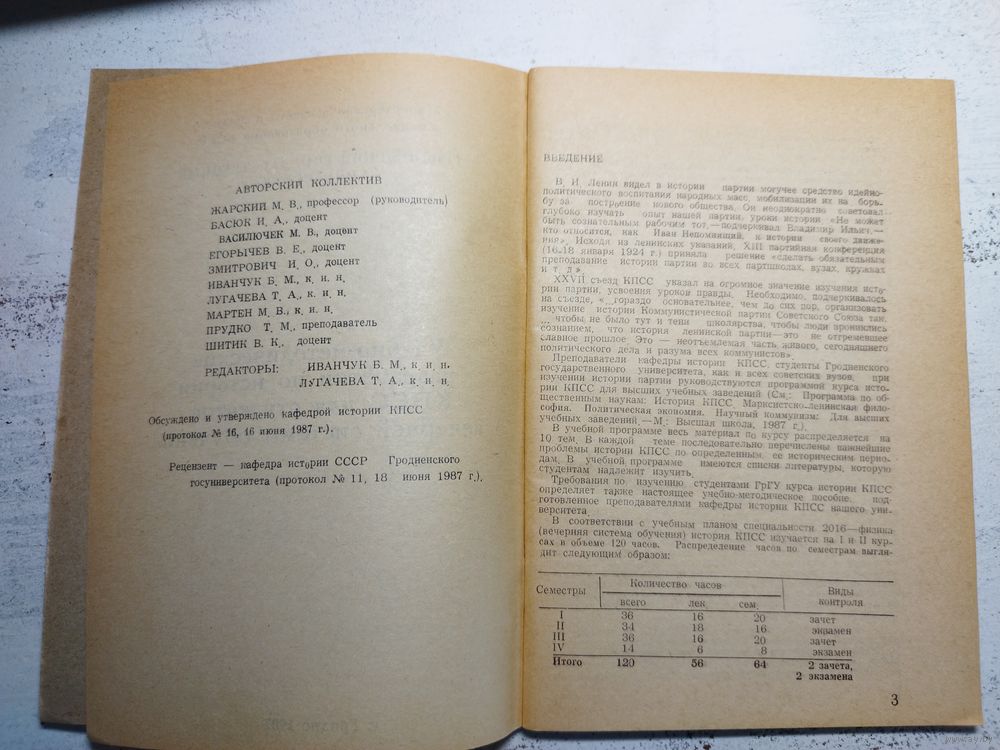 АВТОРСКИЙ КОЛЛЕКТИВ
ЖАРСКИЙ М. В., профессор (руководитель)
БАСЮК И. А., доцент
ВАСИЛЮЧЕК М. В., доцент
ЕГОРЫЧЕВ В. Е., доцент
ЗМИТРОВИЧ И. О., доцент
ИВАНЧУК Б. М., к. и. н.
ЛУГАЧЕВА Т. А., к. и. н.
МАРТЕН М. В., к. и. н.
ПРУДКО Т. М., преподаватель
ШИТИК В. К., доцент
РЕДАКТОРЫ: ИВАНЧУК Б. М., к. и. н.
ЛУГАЧЕВА Т. А., к. и. н.
Обсуждено и утверждено кафедрой истории КПСС
(протокол № 16, 16 июня 1987 г.).
Рецензент — кафедра истории СССР Гродненского
госуниверситета (протокол № 11, 18 июня 1987 г.).
ВВЕДЕНИЕ
В. И. Ленин видел в истории партии могучее средство идейно-
политического воспитания народных масс, мобилизации их на борь-
бу за построение нового общества. Он неоднократно советовал
глубоко изучать опыт нашей партии, уроки истории. «Не может
быть сознательным рабочим тот, — подчеркивал Владимир Ильич, —
кто относится, как Иван Непомнящий, к истории своего движе-
ния». Исходя из ленинских указаний, XIII партийная конференция
(16-18 января 1924 г.) приняла решение «сделать обязательным
преподавание истории партии во всех партшколах, вузах, кружках
и т. д.».
XXVII съезд КПСС указал на огромное значение изучения исто-
рии партии, усвоения уроков правды. Необходимо, подчеркивалось
на съезде, «...гораздо основательнее, чем до сих пор, организовать
изучение истории Коммунистической партии Советского Союза так,
чтобы не было тут и тени школярства, чтобы люди прониклись
сознанием, что история ленинской партии — это не отгремевшее
славное прошлое. Это — неотъемлемая часть живого, сегодняшнего
политического дела и разума всех коммунистов».
Преподаватели кафедры истории КПСС, студенты Гродненского
государственного университета, как и всех советских вузов, при
изучении истории партии руководствуются программой курса исто-
рии КПСС для высших учебных заведений (См.: Программа по об-
щественным наукам: История КПСС. Марксистско-ленинская фило-
софия. Политическая экономия. Научный коммунизм: Для высших
учебных заведений. — М.: Высшая школа, 1987 г.).
В учебной программе весь материал по курсу распределяется на
10 тем. В каждой теме последовательно перечислены важнейшие
проблемы истории КПСС по определенным, ее историческим перио-
дам. В учебной программе имеются списки литературы, которую
студентам надлежит изучить.
Требования по изучению студентами ГрГУ курса истории КПСС
определяет также настоящее учебно-методическое пособие, под-
готовленное преподавателями кафедры истории КПСС нашего уни-
верситета.
В соответствии с учебным планом специальности 2016—физика
(вечерняя система обучения) история КПСС изучается на I и II кур-
сах в объеме 120 часов. Распределение часов по семестрам выгля-
дит следующим образом:
Семестры Количество часов Виды контроля
всего лек. сем.
I 36 16 20 зачет
II 34 18 16 экзамен
III 36 16 20 зачет
IV 14 6 8 экзамен
Итого 120 56 64 2 зачета,
2 экзамена
3